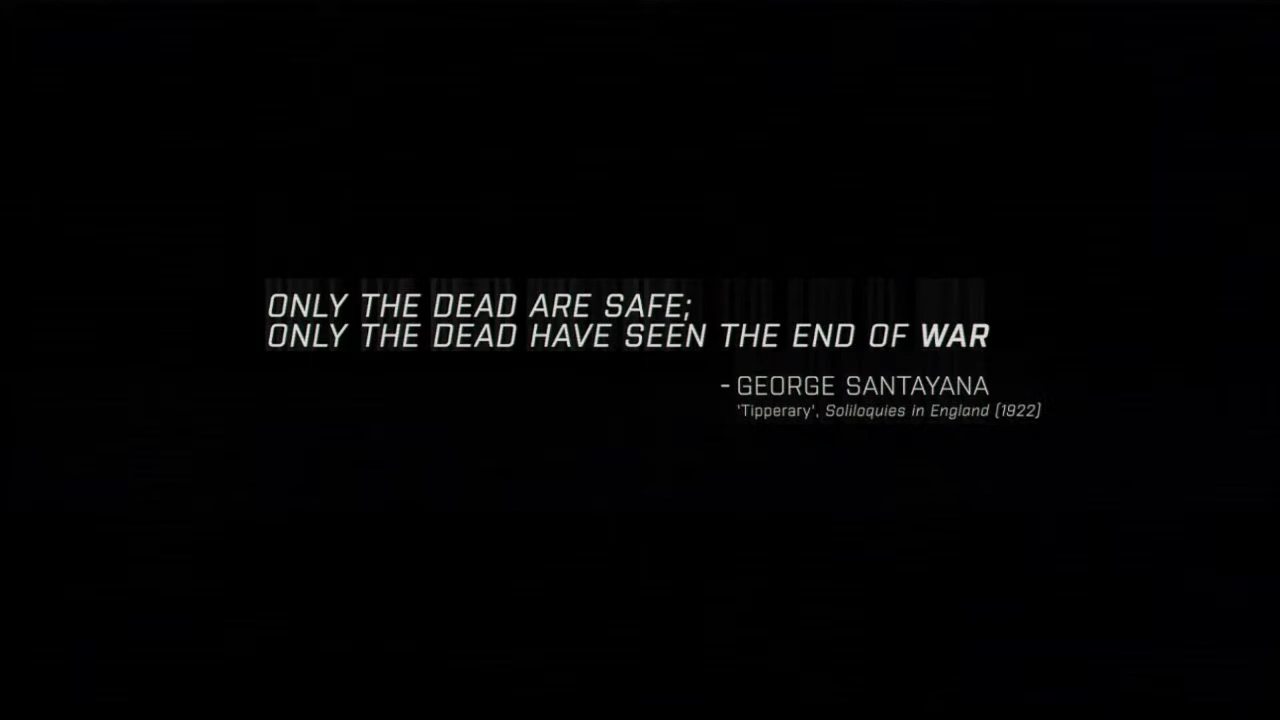 ONLY THE DEAD ARE SAFE;
ONLY THE DEAD HAVE SEEN THE END OF WAR
- GEORGE SANTAYANA
'Tipperary', Soliloquies in England (1922)